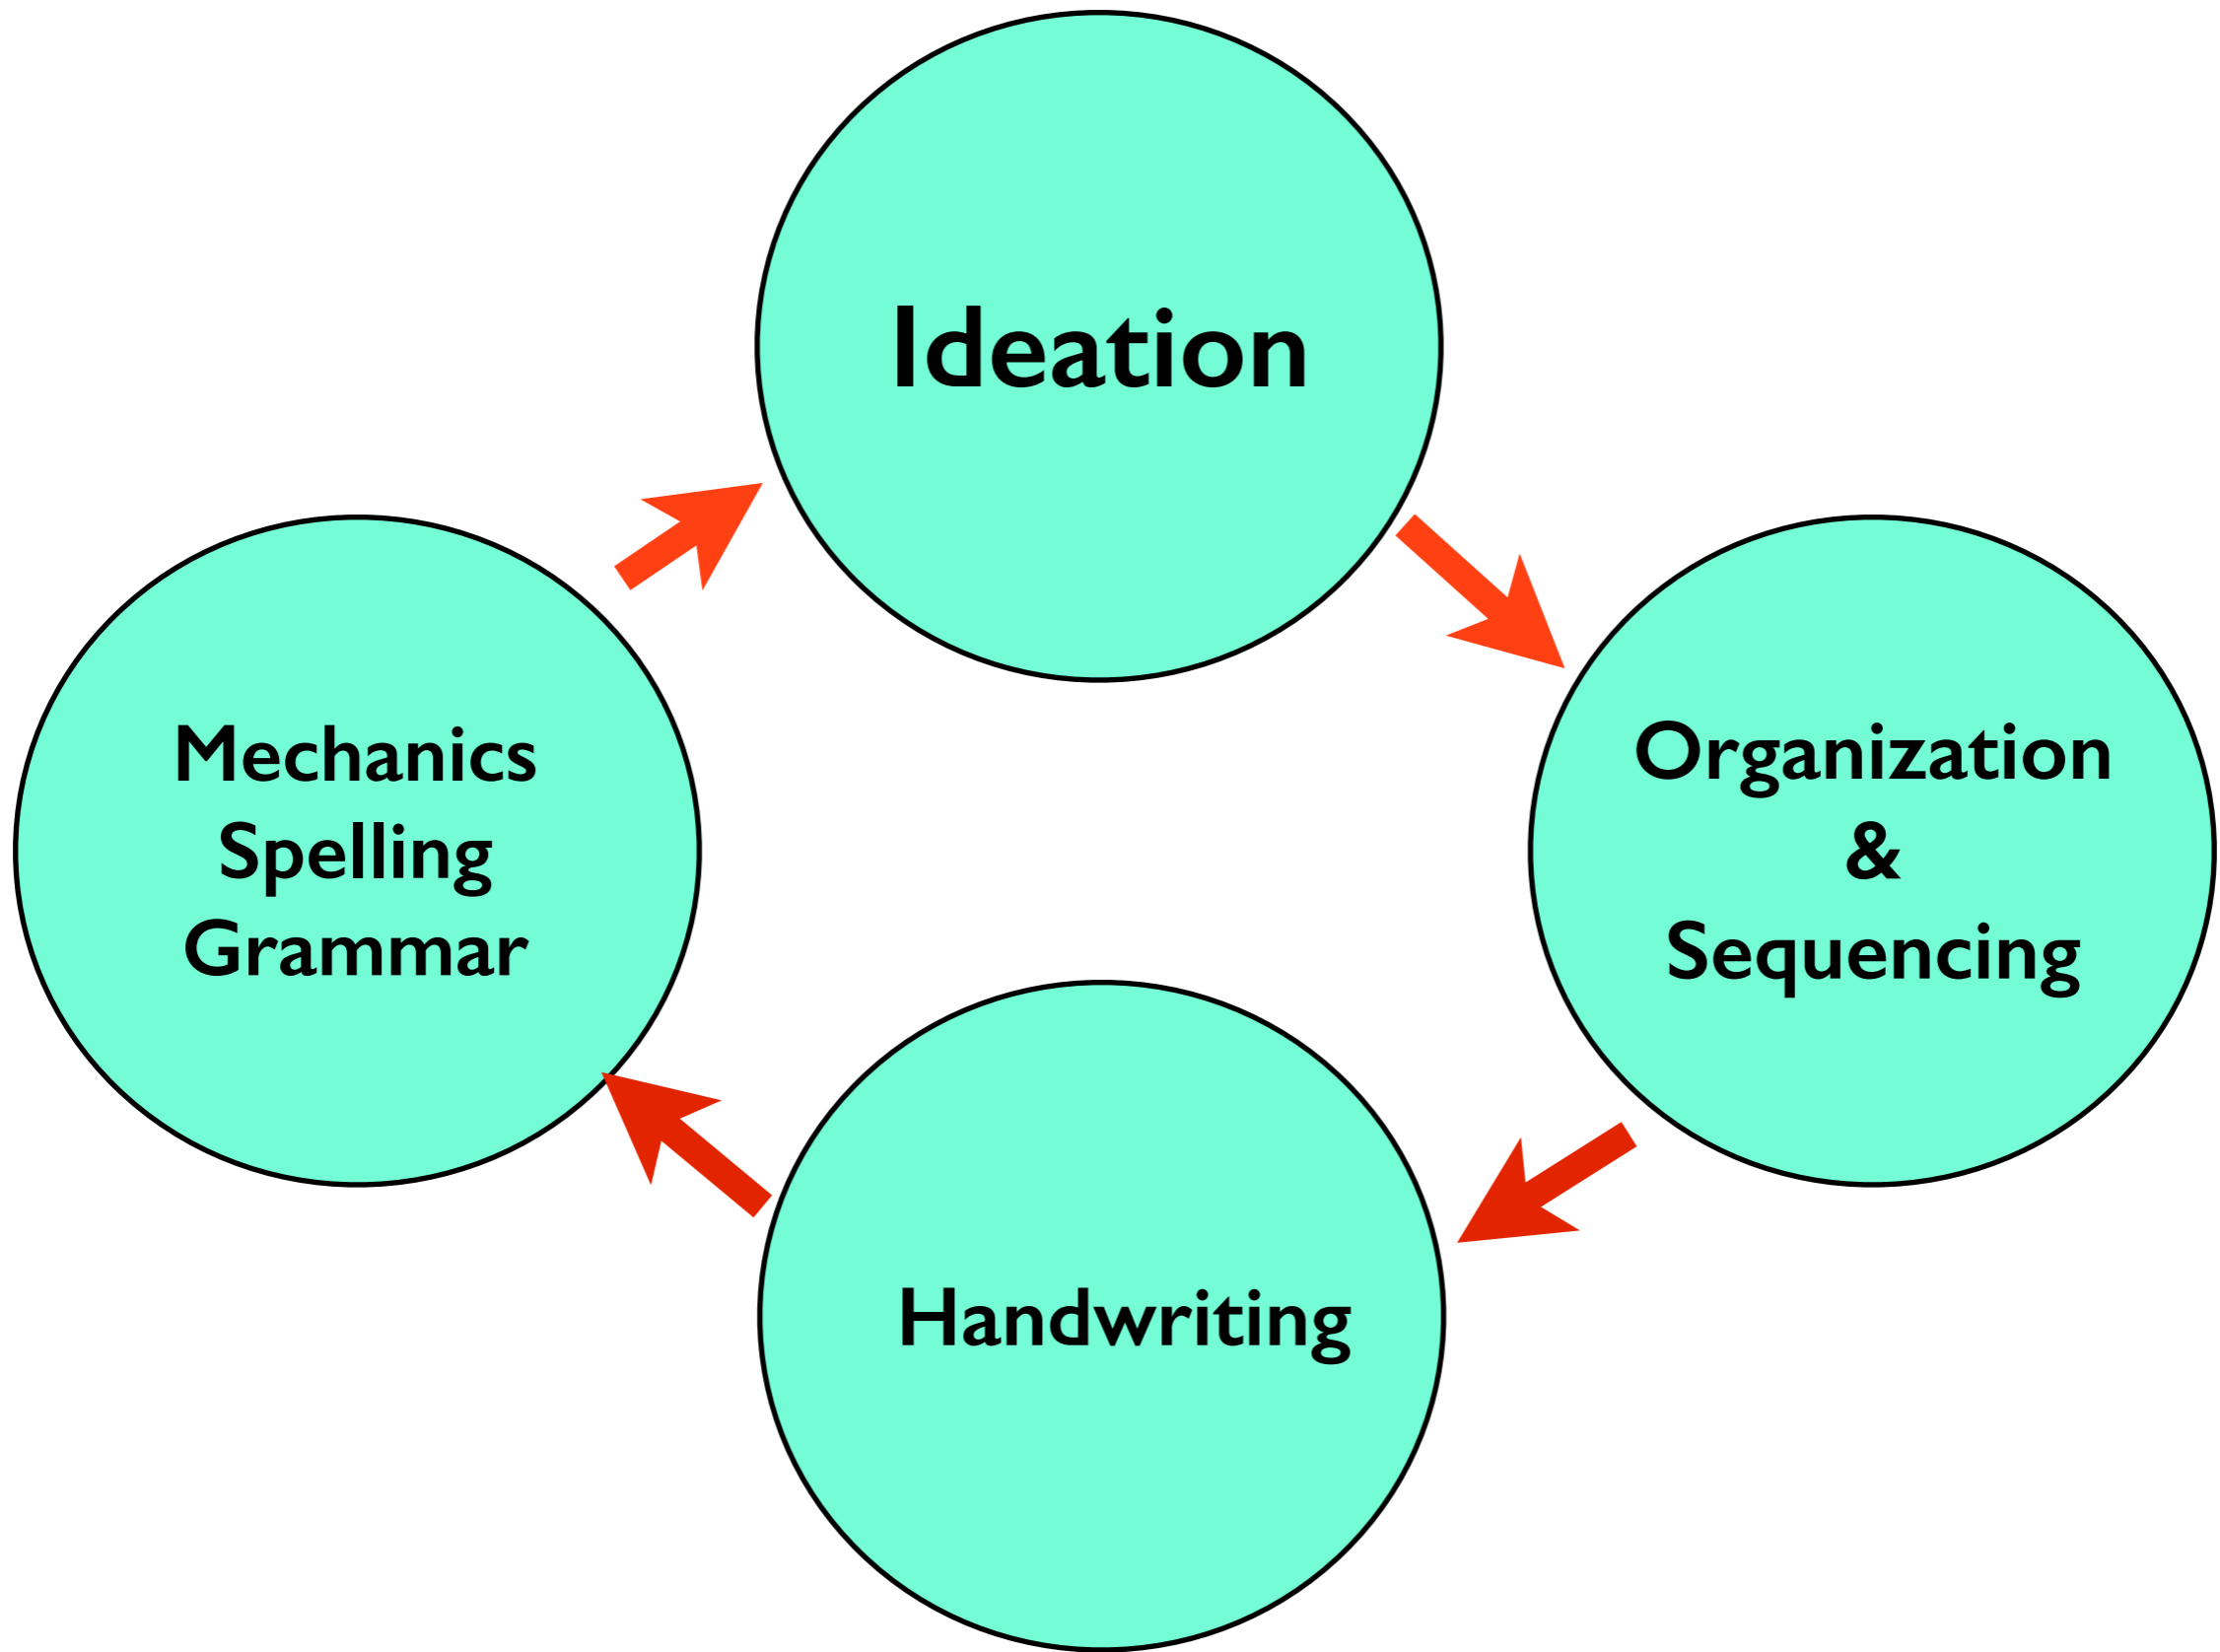 Ideation
Organization
&
Sequencing
Handwriting
Mechanics
Spelling
Grammar